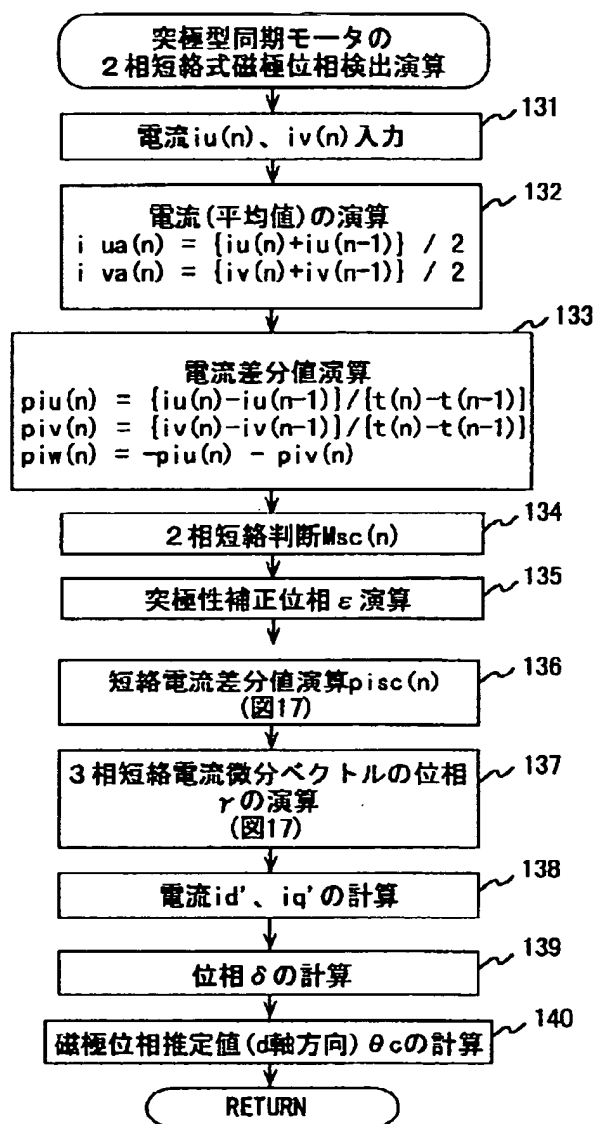 突極型同期モータの
2相短絡式磁極位相検出演算
131
電流iu(n)、iv(n)入力
132
電流(平均値)の演算
i ua(n) = {iu(n)+iu(n-1)} / 2
i va(n) = {iv(n)+iv(n-1)} / 2
133
電流差分値演算
piu(n) = {iu(n)-iu(n-1)}/{t(n)-t(n-1)}
piv(n) = {iv(n)-iv(n-1)}/{t(n)-t(n-1)}
piw(n) = -piu(n) - piv(n)
134
2相短絡判断Msc(n)
135
突極性補正位相ε演算
136
短絡電流差分値演算pisc(n)
(図17)
137
3相短絡電流微分ベクトルの位相
γの演算
(図17)
138
電流id'、iq'の計算
139
位相δの計算
140
磁極位相推定値(d軸方向)θcの計算
RETURN